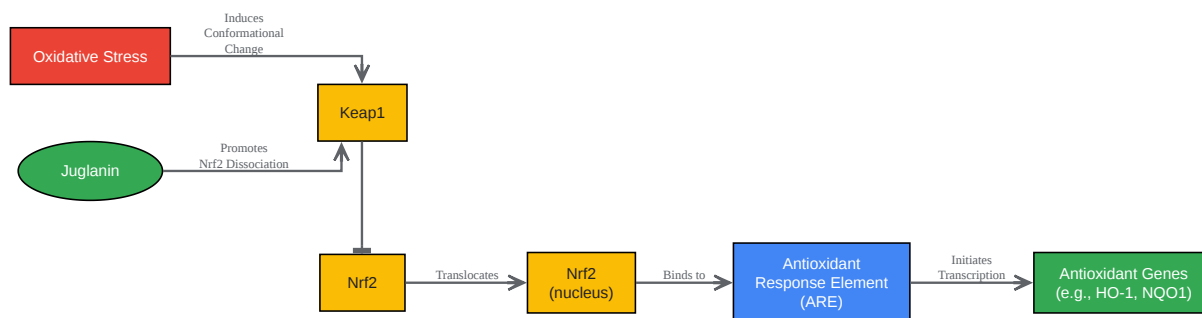 Induces
Conformational
Change
Oxidative Stress
Keap1
Promotes
Nrf2 Dissociation
Juglanin
Nrf2
Translocates
Nrf2
(nucleus)
Binds to
Antioxidant
Response Element
(ARE)
Initiates
Transcription
Antioxidant Genes
(e.g., HO-1, NQO1)